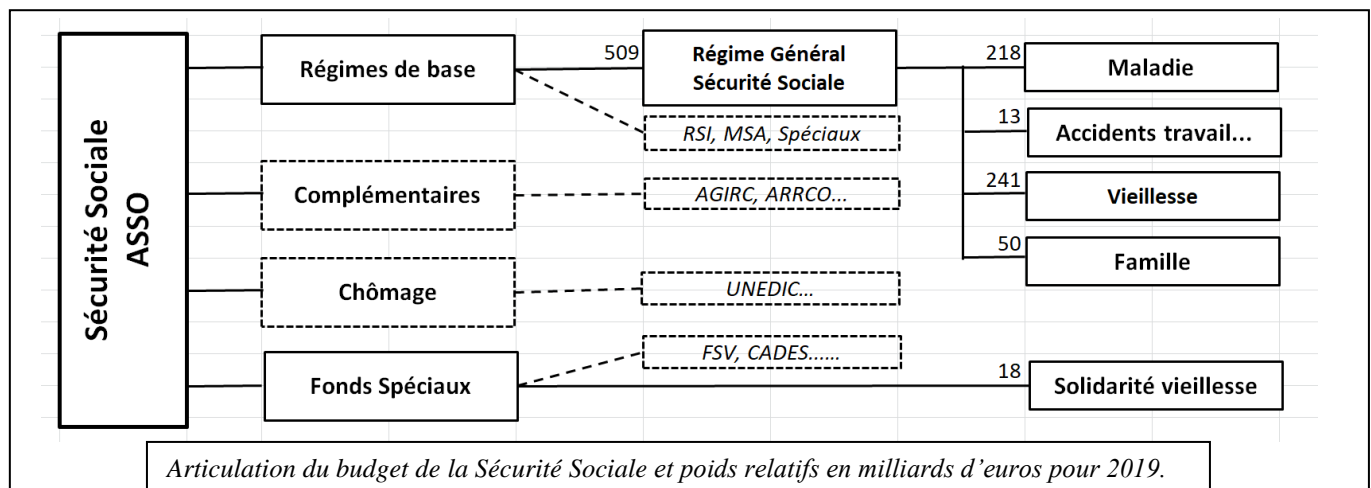 Sécurité Sociale
ASSO
Régimes de base
509
Régime Général
Sécurité Sociale
218
Maladie
RSI, MSA, Spéciaux
13
Accidents travail...
Complémentaires
AGIRC, ARRCO...
241
Vieillesse
50
Famille
Chômage
UNEDIC...
FSV, CADES......
Fonds Spéciaux
18
Solidarité vieillesse
Articulation du budget de la Sécurité Sociale et poids relatifs en milliards d'euros pour 2019.